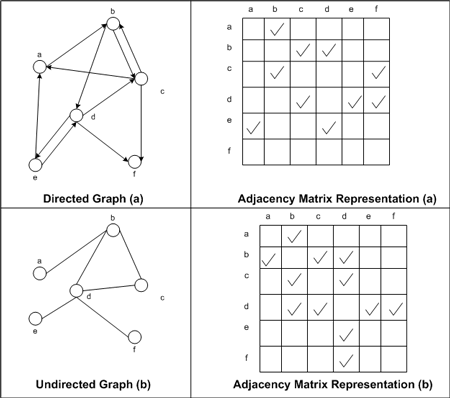 b
a
c
d
e
f
Directed Graph (a)
a b c d e f
a
b
c
d
e
f
Adjacency Matrix Representation (a)
b
a
c
d
e
f
Undirected Graph (b)
a b c d e f
a
b
c
d
e
f
Adjacency Matrix Representation (b)